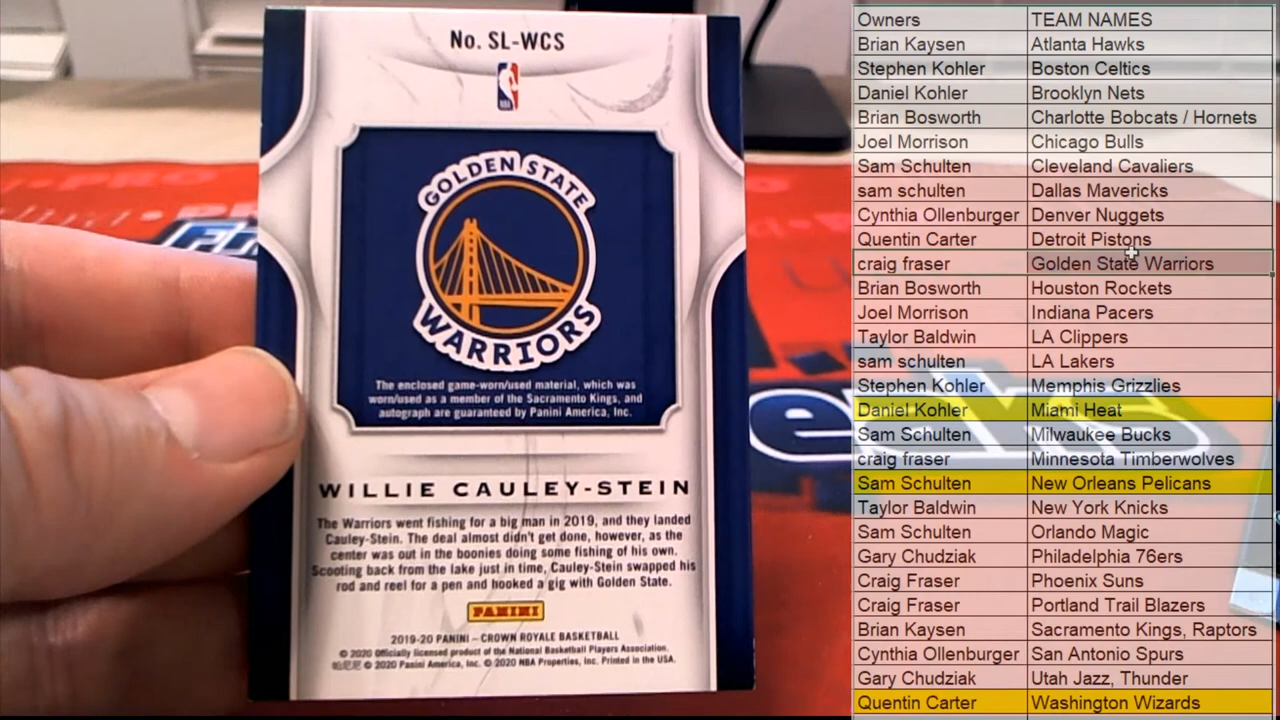 No. SL-WCS
NBA
GOLDEN STATE
WARRIORS
The enclosed game-worn/used material, which was
worn/used as a member of the Sacramento Kings, and
autograph are guaranteed by Panini America, Inc.
WILLIE CAULEY-STEIN
The Warriors went fishing for a big man in 2019, and they landed
Cauley-Stein. The deal almost didn't get done, however, as the
center was out in the boonies doing some fishing of his own.
Scooting back from the lake just in time, Cauley-Stein swapped his
rod and reel for a pen and hooked a gig with Golden State.
PANINI
2019-20 PANINI – CROWN ROYALE BASKETBALL
© 2020 Officially licensed product of the National Basketball Players Association.
帕尼尼 © 2020 Panini America, Inc. © 2020 NBA Properties, Inc. Printed in the USA.
Owners TEAM NAMES
Brian Kaysen Atlanta Hawks
Stephen Kohler Boston Celtics
Daniel Kohler Brooklyn Nets
Brian Bosworth Charlotte Bobcats / Hornets
Joel Morrison Chicago Bulls
Sam Schulten Cleveland Cavaliers
sam schulten Dallas Mavericks
Cynthia Ollenburger Denver Nuggets
Quentin Carter Detroit Pistons
craig fraser Golden State Warriors
Brian Bosworth Houston Rockets
Joel Morrison Indiana Pacers
Taylor Baldwin LA Clippers
sam schulten LA Lakers
Stephen Kohler Memphis Grizzlies
Daniel Kohler Miami Heat
Sam Schulten Milwaukee Bucks
craig fraser Minnesota Timberwolves
Sam Schulten New Orleans Pelicans
Taylor Baldwin New York Knicks
Sam Schulten Orlando Magic
Gary Chudziak Philadelphia 76ers
Craig Fraser Phoenix Suns
Craig Fraser Portland Trail Blazers
Brian Kaysen Sacramento Kings, Raptors
Cynthia Ollenburger San Antonio Spurs
Gary Chudziak Utah Jazz, Thunder
Quentin Carter Washington Wizards